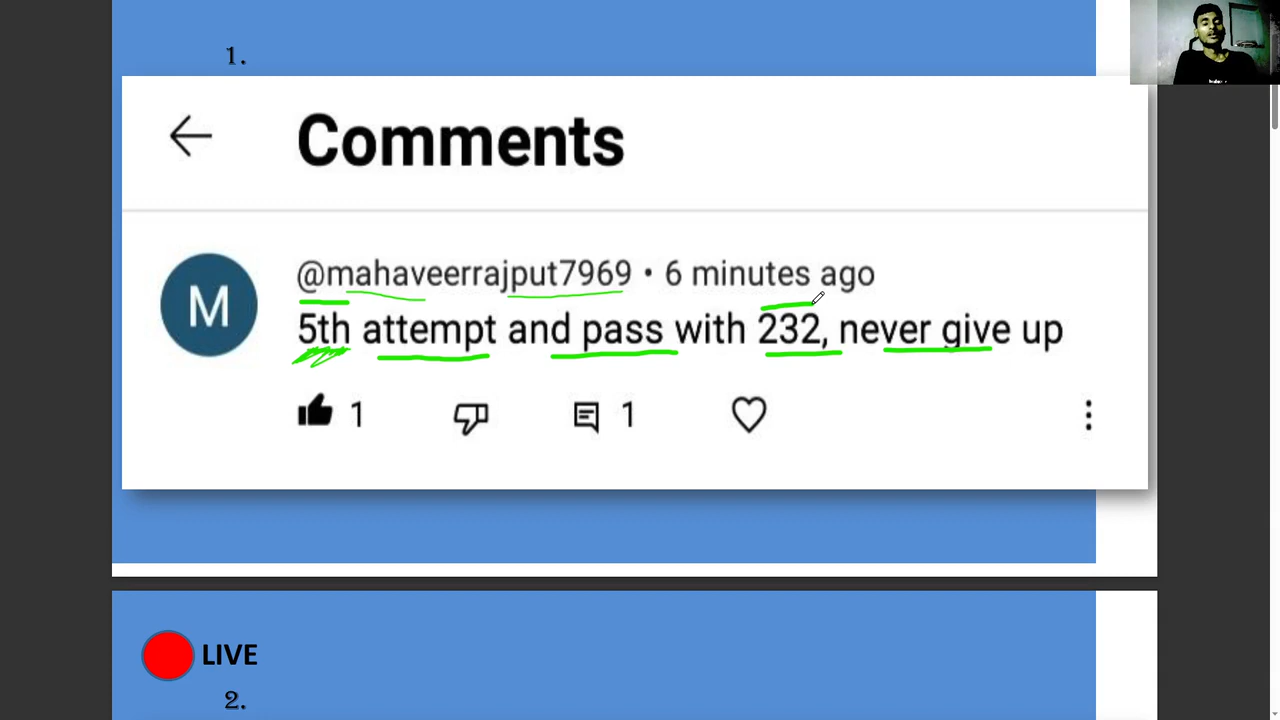 1.
Comments
@mahaveerrajput7969 • 6 minutes ago
5th attempt and pass with 232, never give up
1 1
LIVE
2.